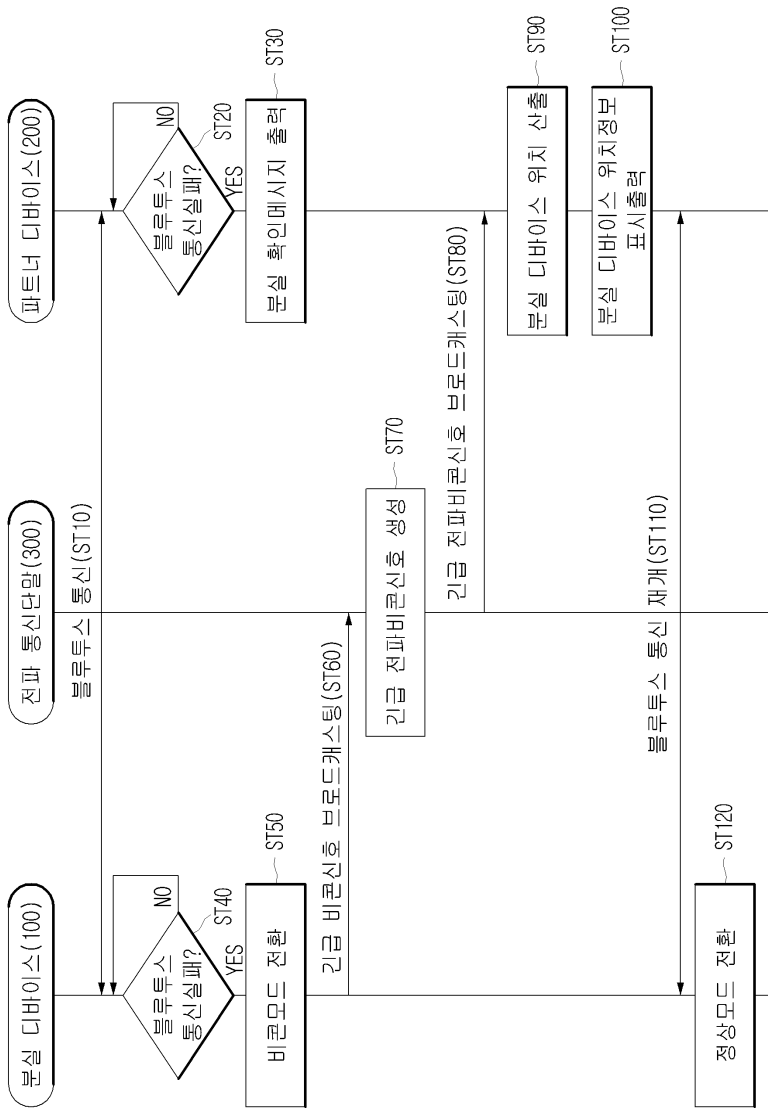 분실 디바이스(100)
전파 통신단말(300)
파트너 디바이스(200)
블루투스 통신(ST10)
블루투스
통신실패?
NO
ST20
YES
분실 확인메시지 출력
ST30
블루투스
통신실패?
NO
ST40
YES
비콘모드 전환
ST50
긴급 비콘신호 브로드캐스팅(ST60)
긴급 전파비콘신호 생성
ST70
긴급 전파비콘신호 브로드캐스팅(ST80)
분실 디바이스 위치 산출
ST90
분실 디바이스 위치정보
표시출력
ST100
블루투스 통신 재개(ST110)
정상모드 전환
ST120